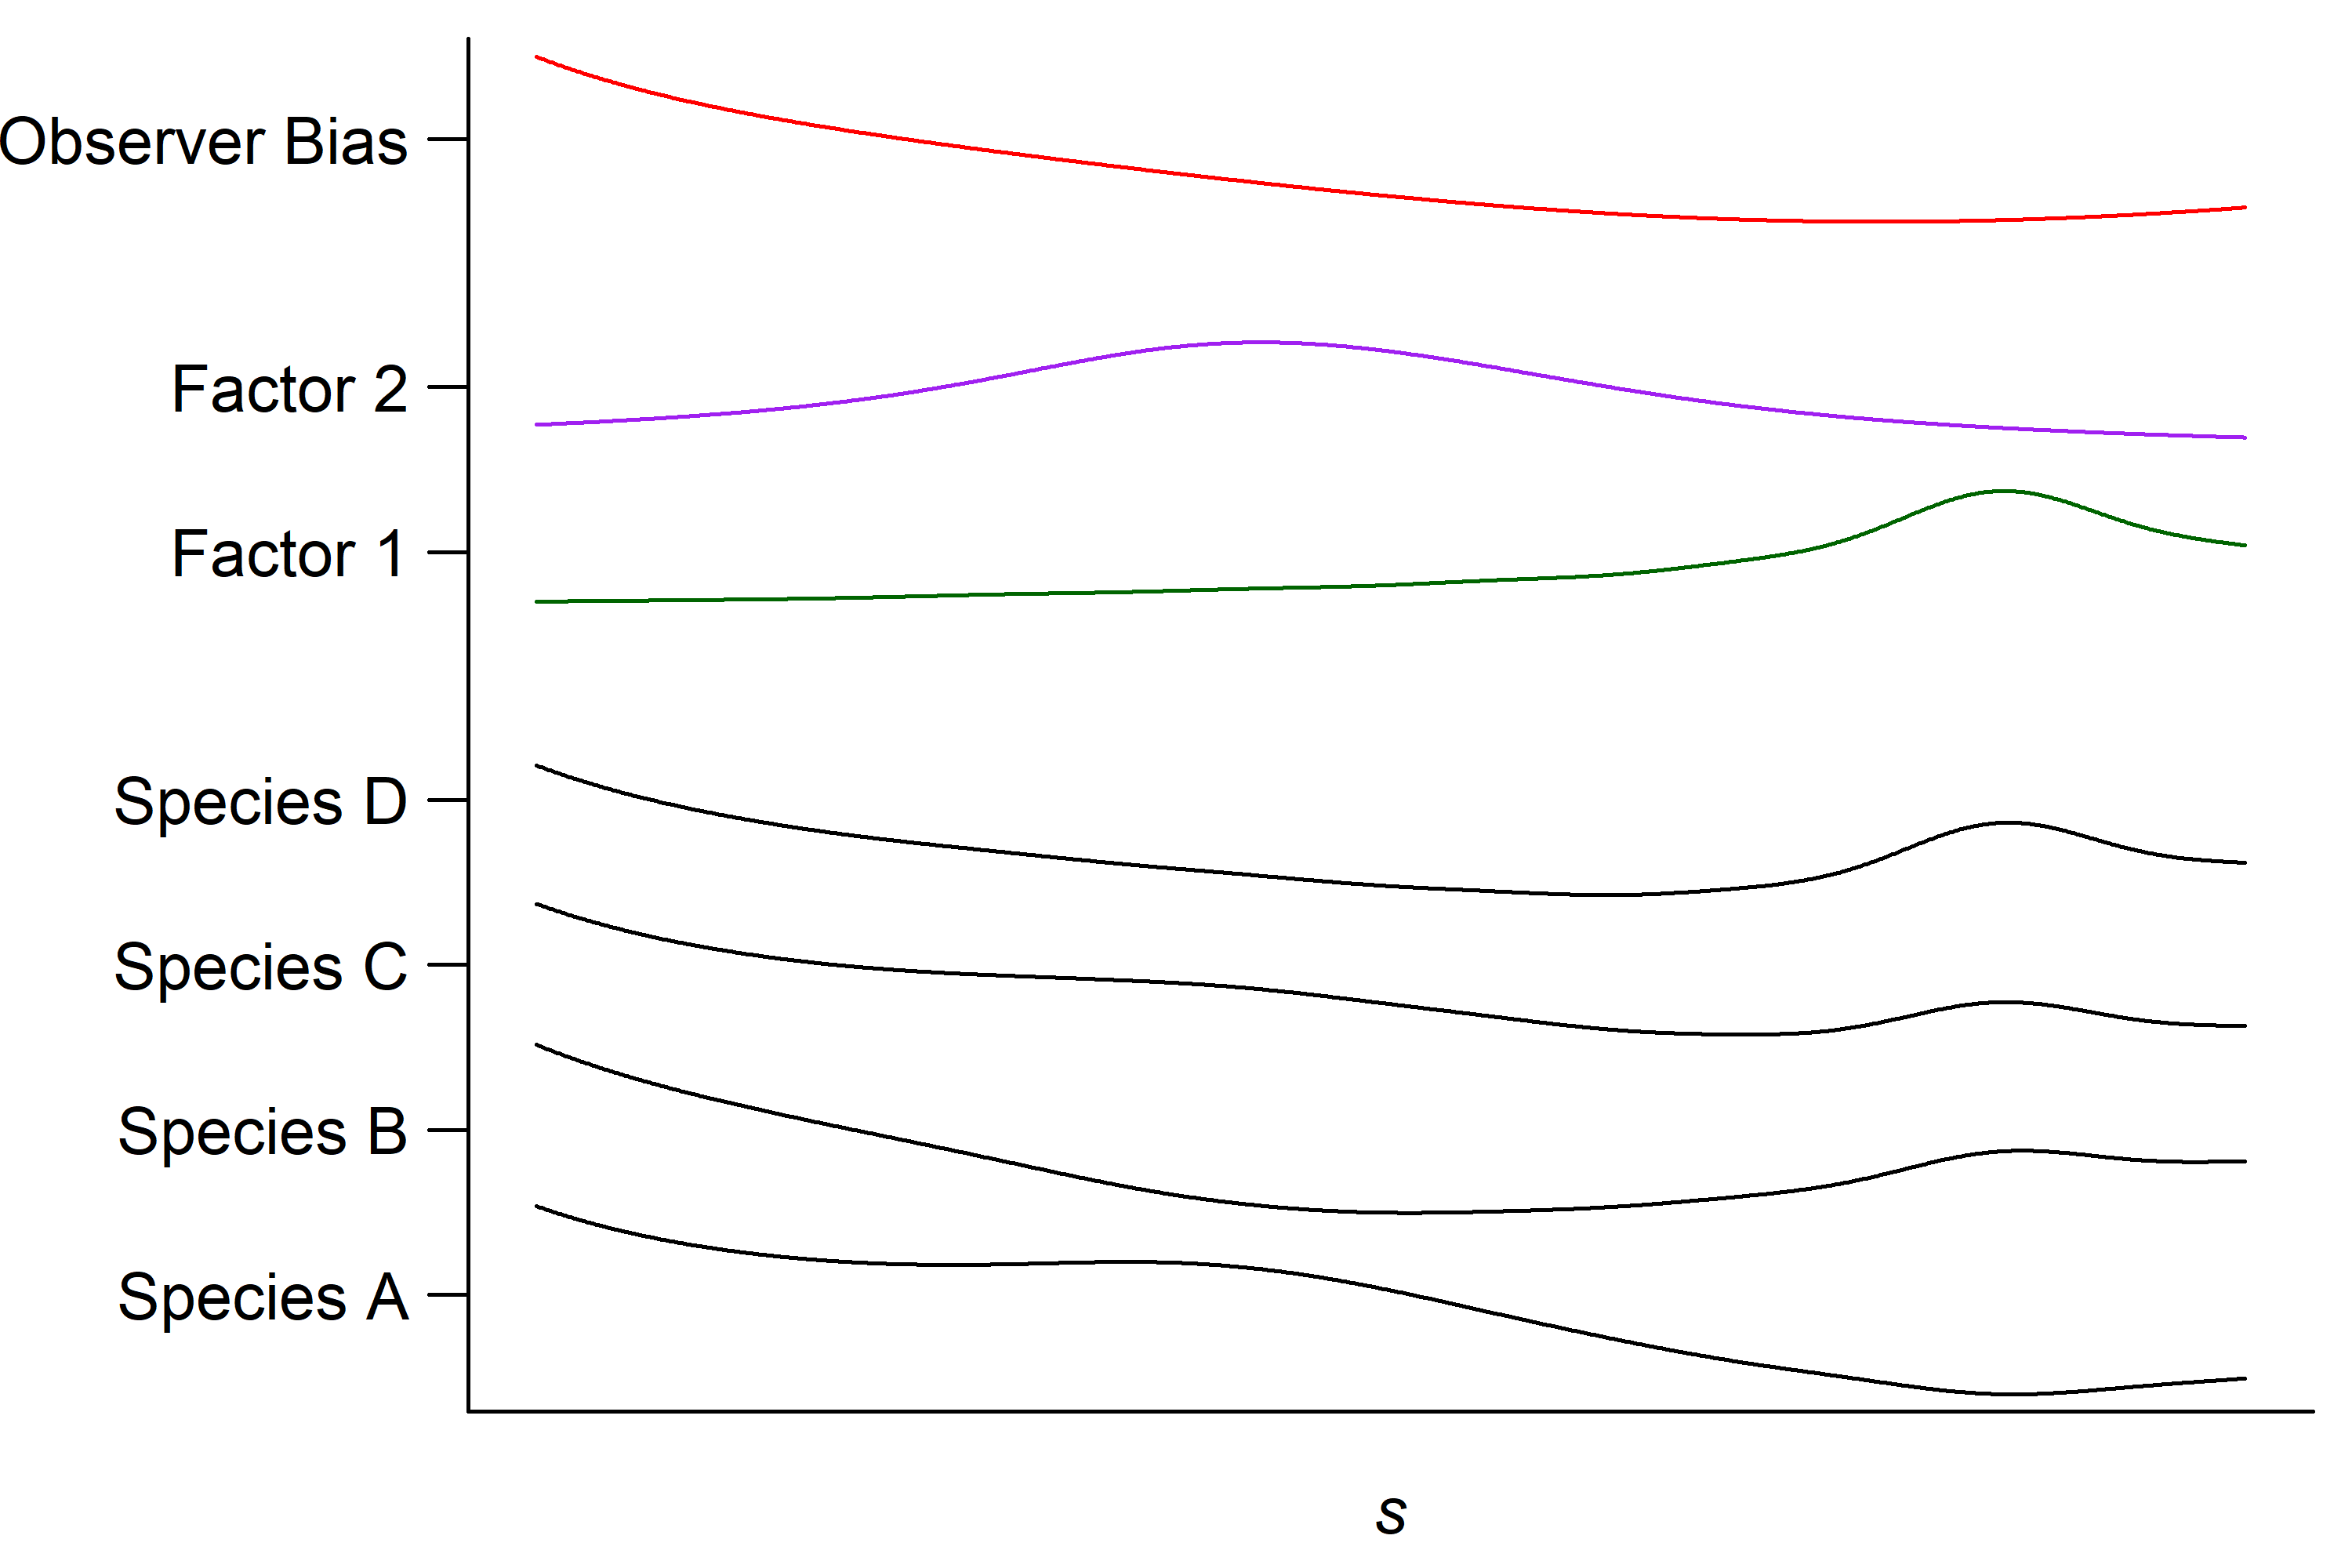 Observer Bias
Factor 2
Factor 1
Species D
Species C
Species B
Species A
s